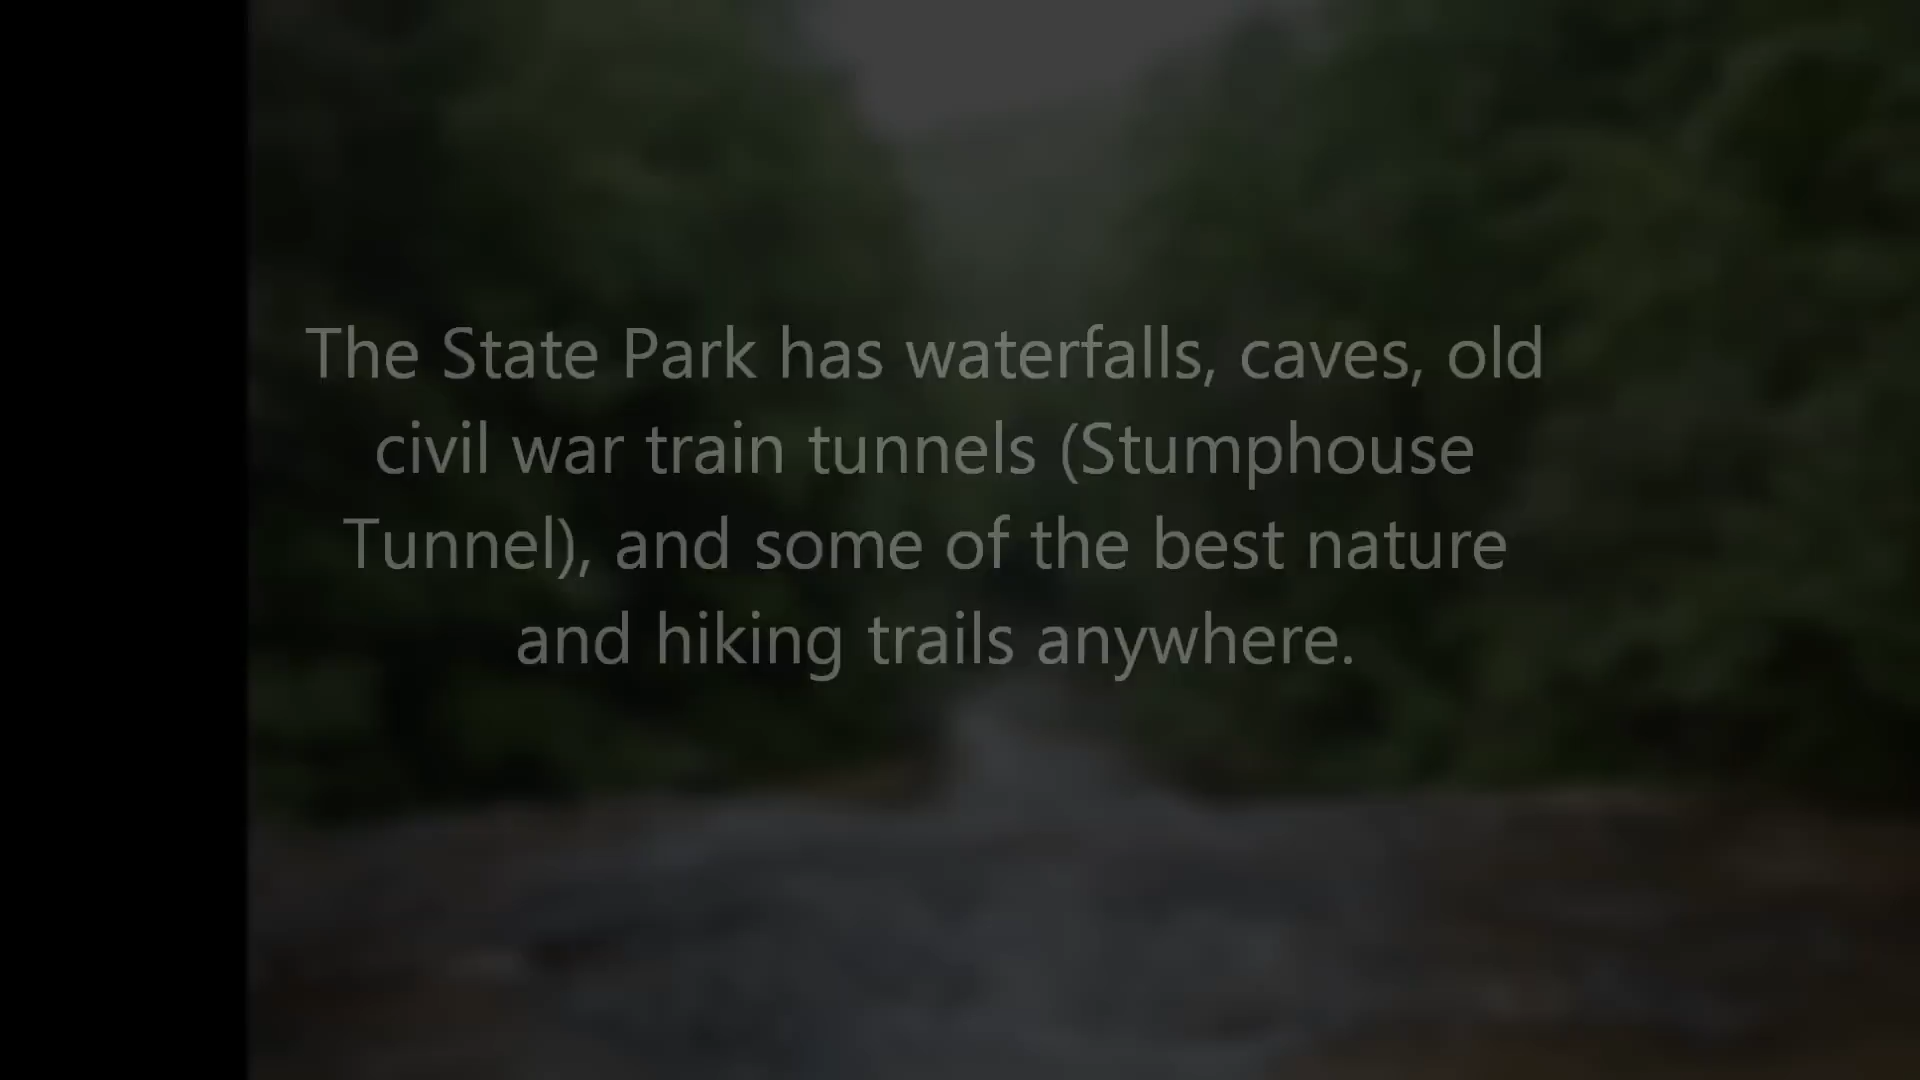 The State Park has waterfalls, caves, old
civil war train tunnels (Stumphouse
Tunnel), and some of the best nature
and hiking trails anywhere.